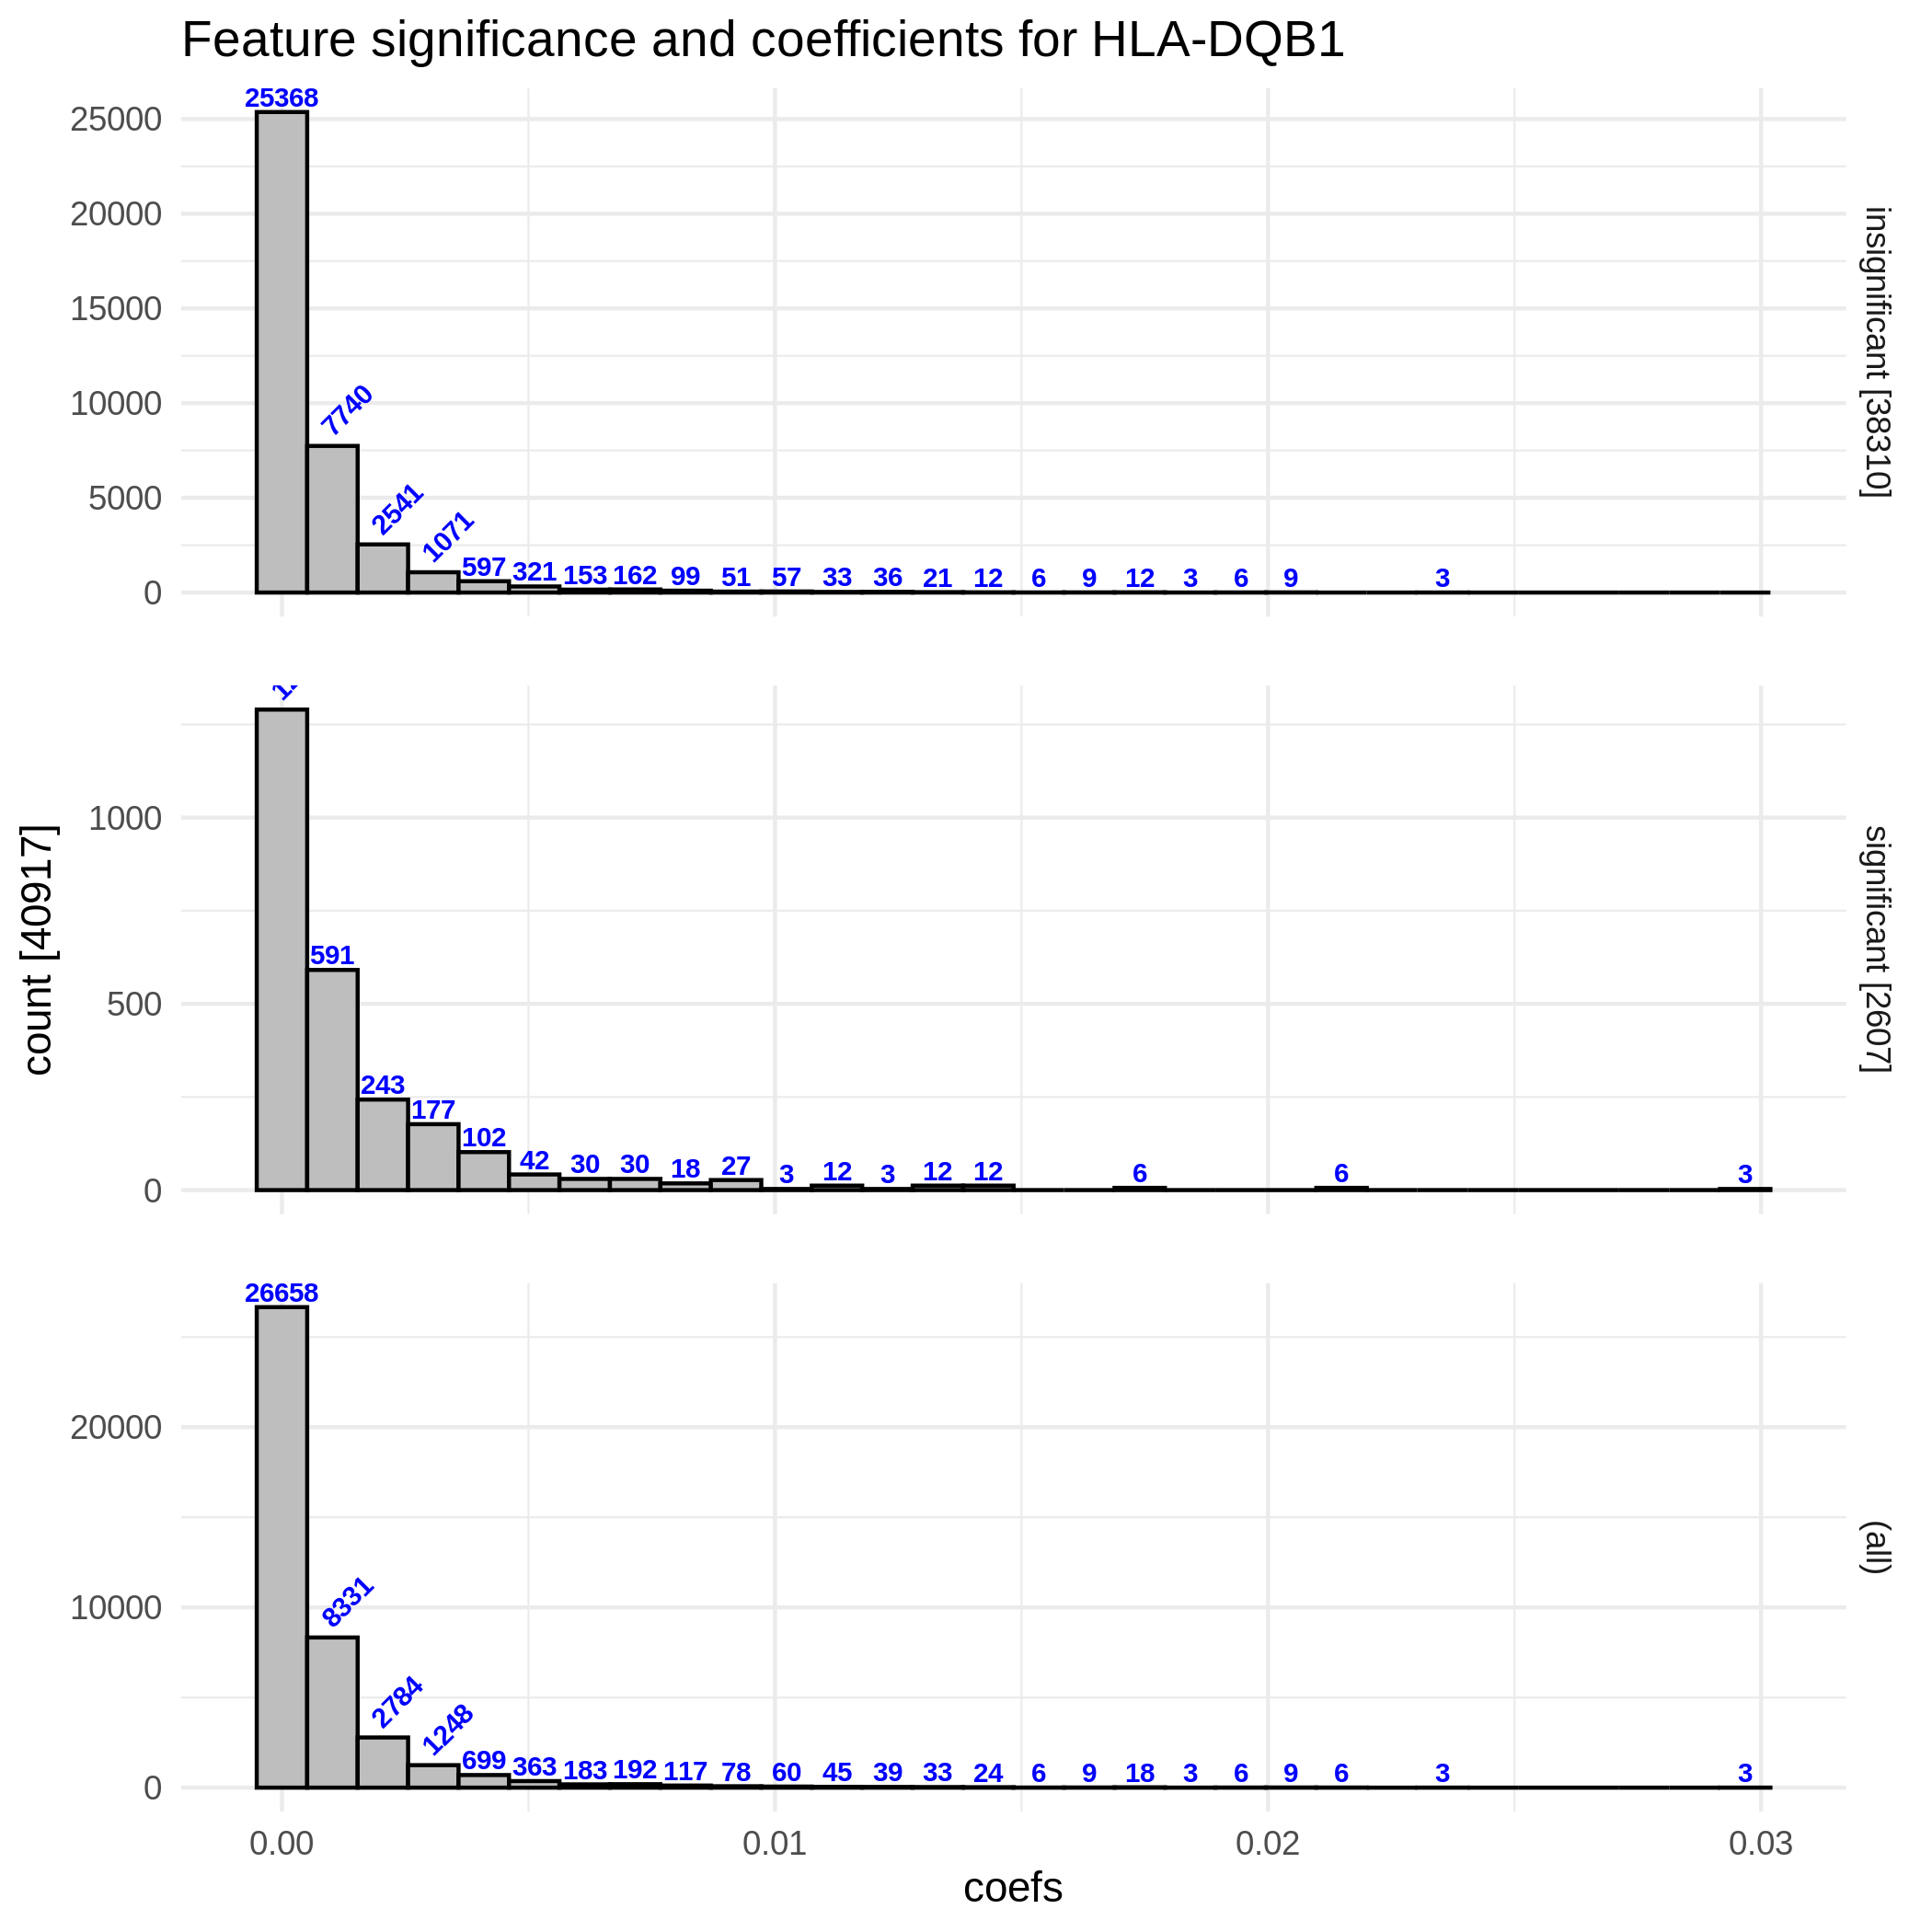 Feature significance and coefficients for HLA-DQB1
25368
7740
2541
1071
597 321 153 162 99 51 57 33 36 21 12 6 9 12 3 6 9 3
25000
20000
15000
10000
5000
0
insignificant [38310]
591
243
177
102
42 30 30 18 27 3 12 3 12 12 6 6 3
1000
500
0
significant [2607]
count [40917]
26658
8331
2784
1248
699 363 183 192 117 78 60 45 39 33 24 6 9 18 3 6 9 6 3 3
20000
10000
0
(all)
0.00 0.01 0.02 0.03
coefs